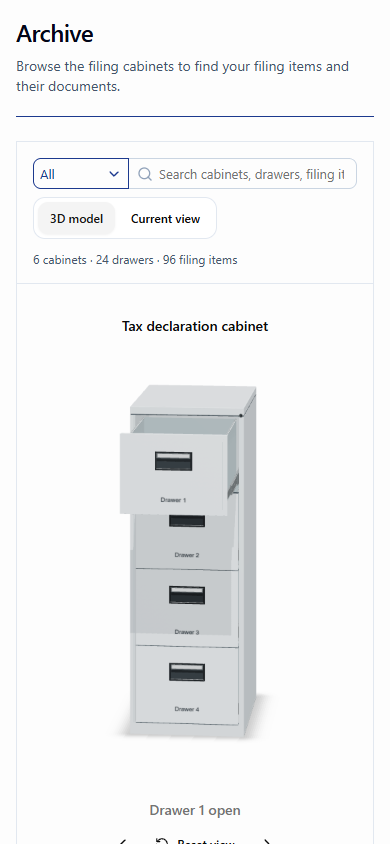 Archive
Browse the filing cabinets to find your filing items and
their documents.
All
Search cabinets, drawers, filing it
3D model
Current view
6 cabinets · 24 drawers · 96 filing items
Tax declaration cabinet
Drawer 1
Drawer 2
Drawer 3
Drawer 4
Drawer 1 open
Reset view